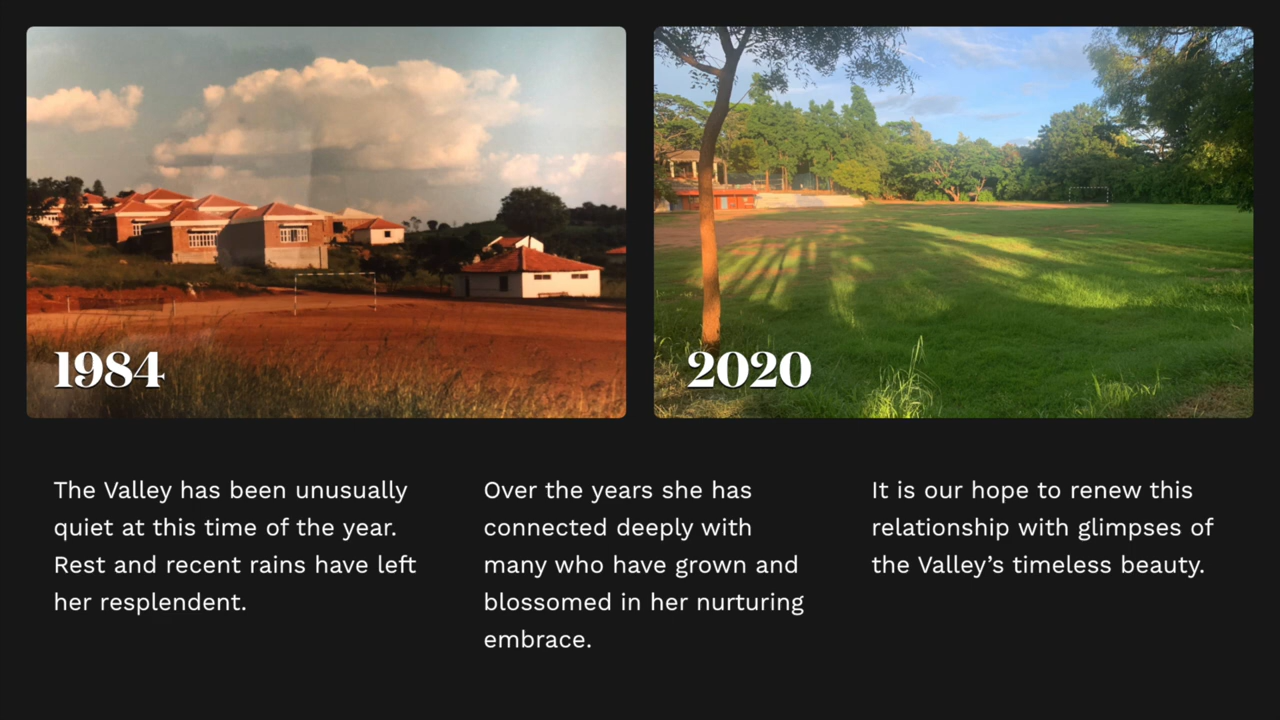 1984
2020
The Valley has been unusually
quiet at this time of the year.
Rest and recent rains have left
her resplendent.
Over the years she has
connected deeply with
many who have grown and
blossomed in her nurturing
embrace.
It is our hope to renew this
relationship with glimpses of
the Valley’s timeless beauty.